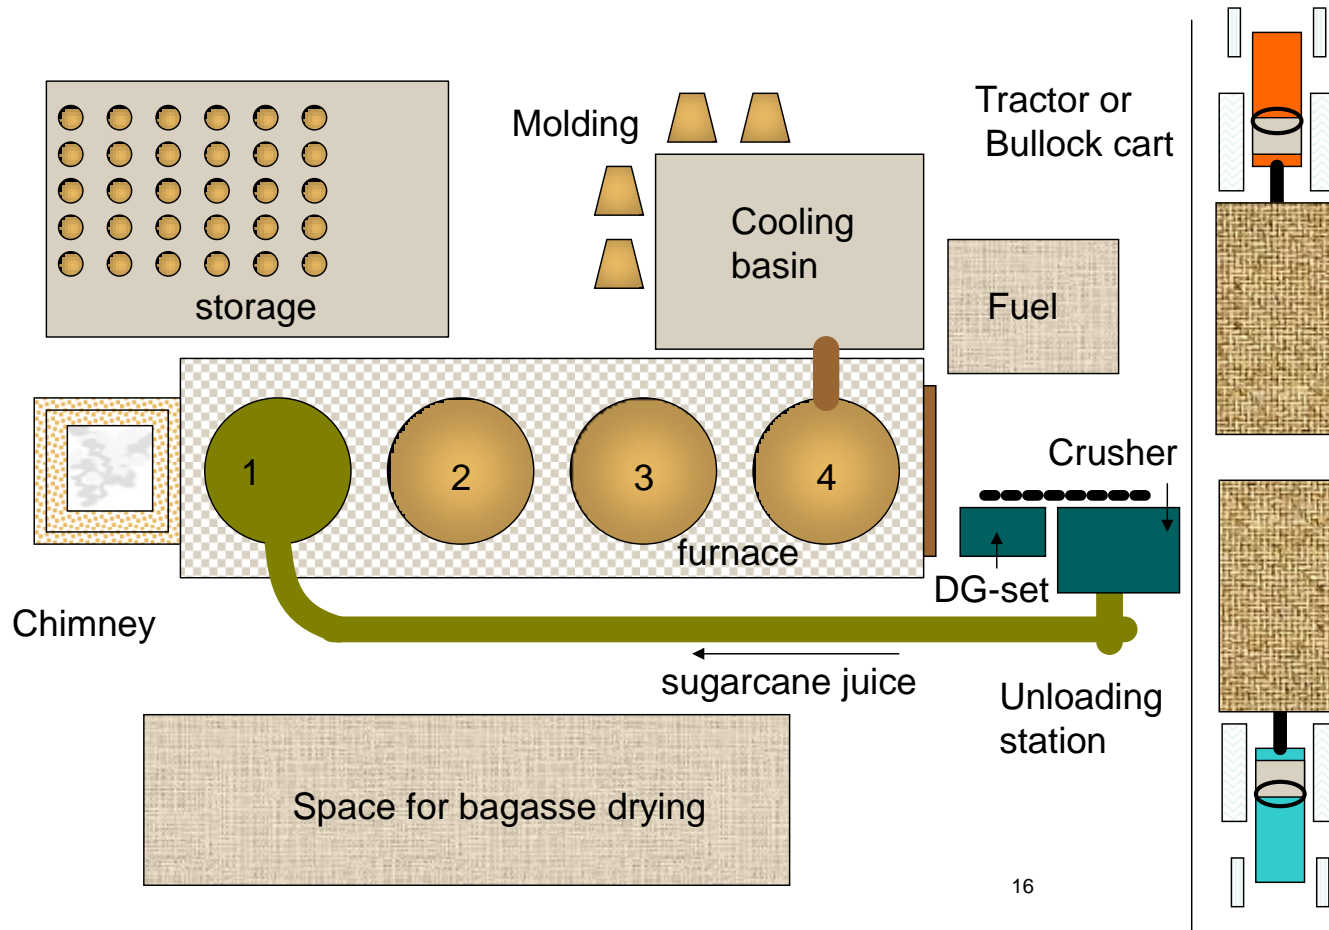 Tractor or
Bullock cart
Molding
Cooling
basin
storage
Fuel
Crusher
1
2
3
4
furnace
DG-set
Chimney
sugarcane juice
Unloading
station
Space for bagasse drying
16